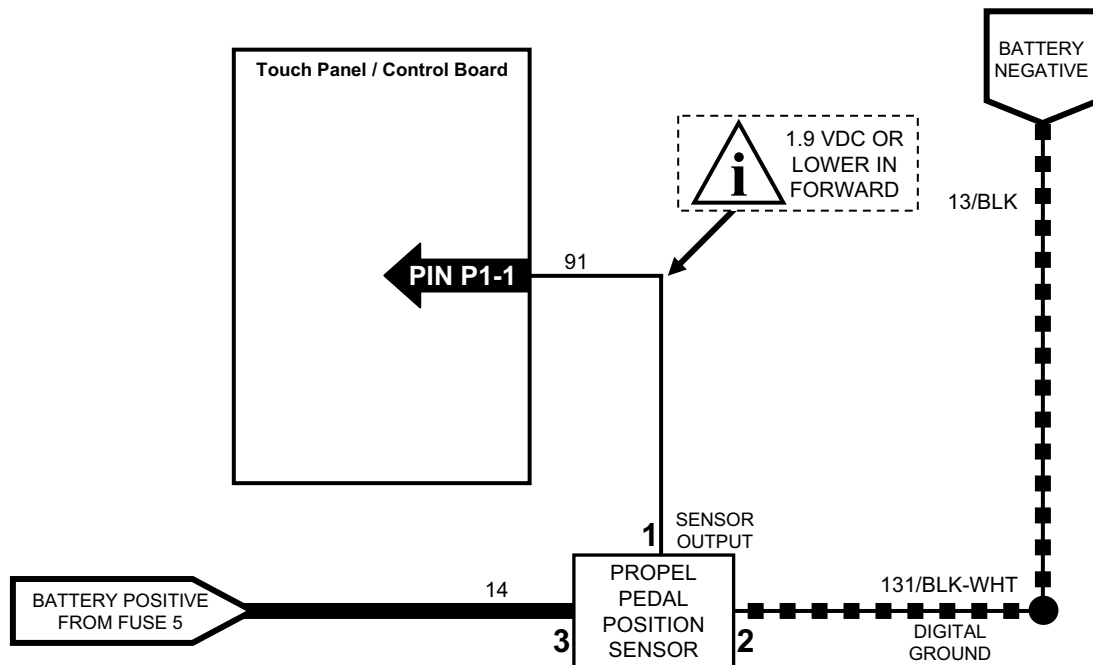 Touch Panel / Control Board
BATTERY
NEGATIVE
i
1.9 VDC OR
LOWER IN
FORWARD
13/BLK
PIN P1-1
91
1
SENSOR
OUTPUT
BATTERY POSITIVE
FROM FUSE 5
14
3
PROPEL
PEDAL
POSITION
SENSOR
2
131/BLK-WHT
DIGITAL
GROUND